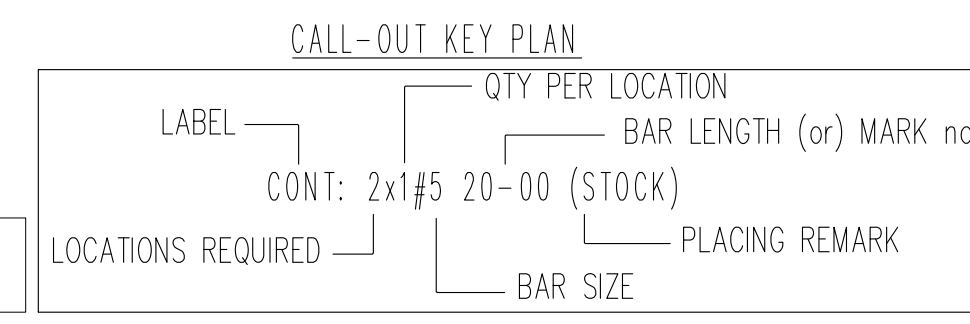 CALL-OUT KEY PLAN
QTY PER LOCATION
LABEL
BAR LENGTH (or) MARK no
CONT: 2x1#5 20-00 (STOCK)
LOCATIONS REQUIRED
PLACING REMARK
BAR SIZE